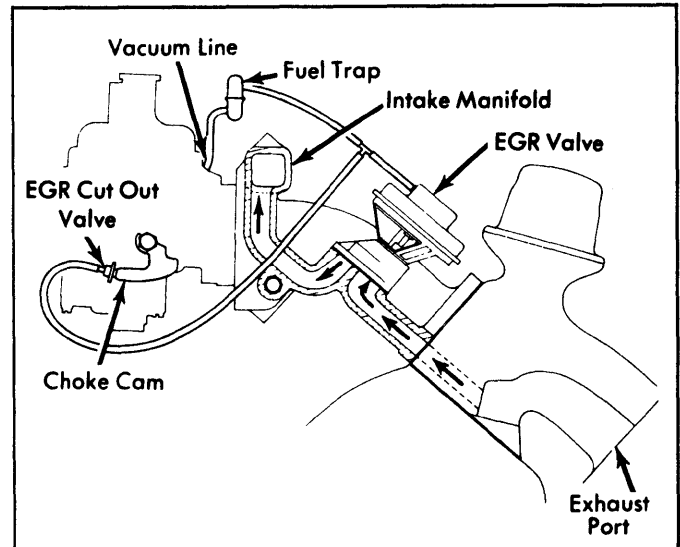 Vacuum Line
Fuel Trap
Intake Manifold
EGR Valve
EGR Cut Out
Valve
Choke Cam
Exhaust
Port